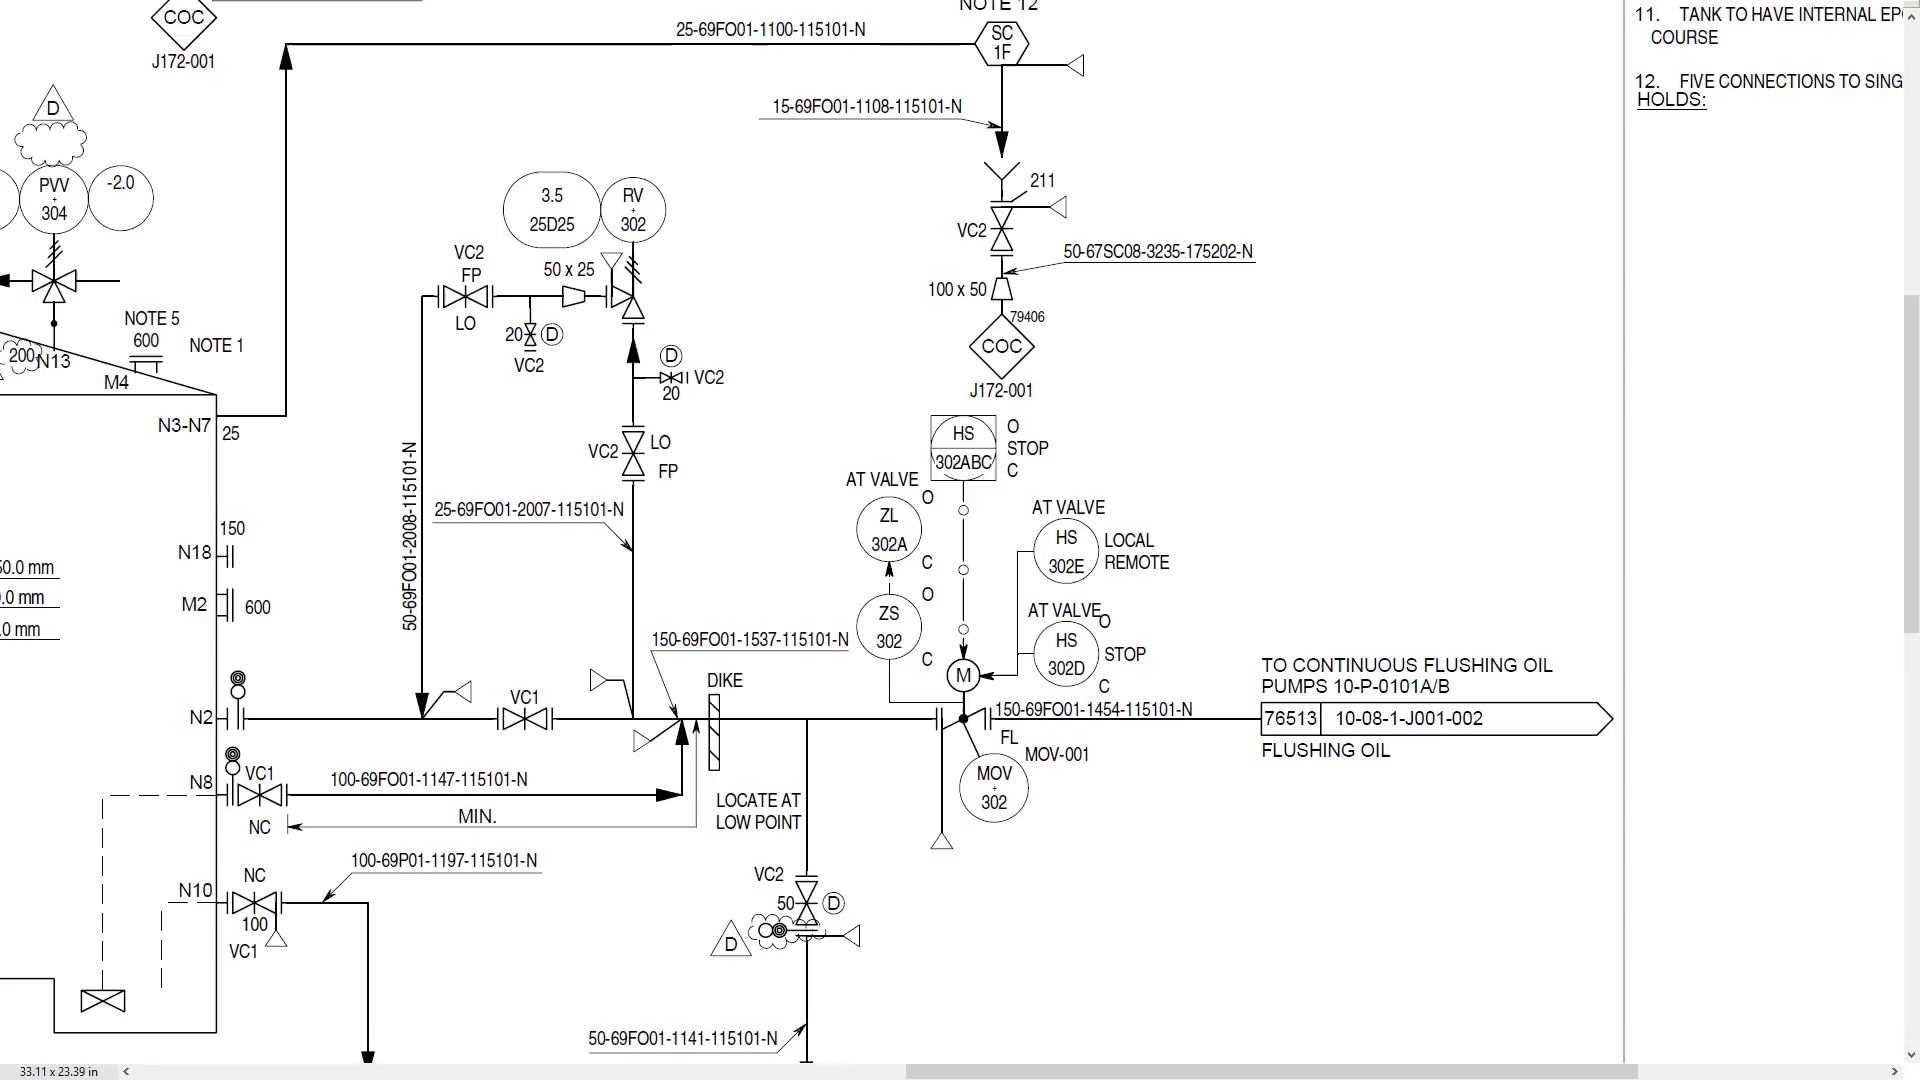 NOTE 12
COC
J172-001
25-69FO01-1100-115101-N
SC
1F
11. TANK TO HAVE INTERNAL EP
COURSE
12. FIVE CONNECTIONS TO SING
HOLDS:
15-69FO01-1108-115101-N
D
PVV
+
304
-2.0
3.5
25D25
RV
+
302
211
VC2
50-67SC08-3235-175202-N
100 x 50
79406
COC
J172-001
VC2
FP
LO
50 x 25
20
D
VC2
D
VC2
20
NOTE 5
600
NOTE 1
200
N13
M4
N3-N7
25
VC2
LO
FP
HS
302ABC
O
STOP
C
AT VALVE
ZL
302A
O
C
AT VALVE
HS
302E
LOCAL
REMOTE
50-69FO01-2008-115101-N
25-69FO01-2007-115101-N
150
N18
M2
600
50.0 mm
.0 mm
.0 mm
ZS
302
O
C
AT VALVE
O
HS
302D
STOP
C
M
150-69FO01-1537-115101-N
DIKE
N2
VC1
150-69FO01-1454-115101-N
FL
MOV-001
MOV
+
302
TO CONTINUOUS FLUSHING OIL
PUMPS 10-P-0101A/B
76513
10-08-1-J001-002
FLUSHING OIL
N8
VC1
100-69FO01-1147-115101-N
NC
MIN.
LOCATE AT
LOW POINT
100-69P01-1197-115101-N
N10
NC
100
VC1
VC2
50
D
D
50-69FO01-1141-115101-N
33.11 x 23.39 in